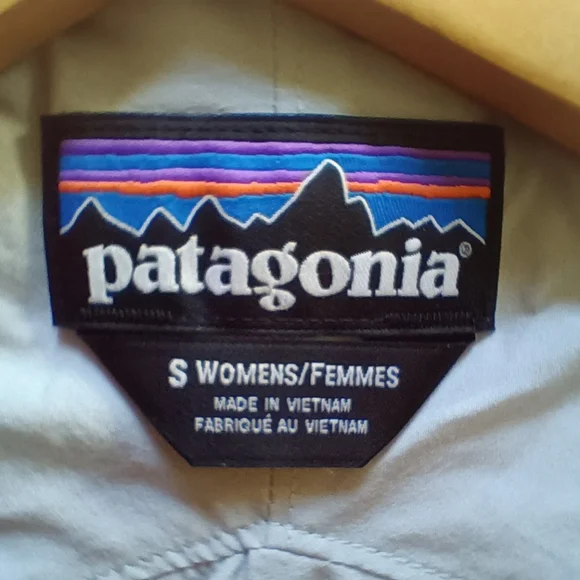 patagonia®
S WOMENS/FEMMES
MADE IN VIETNAM
FABRIQUÉ AU VIETNAM